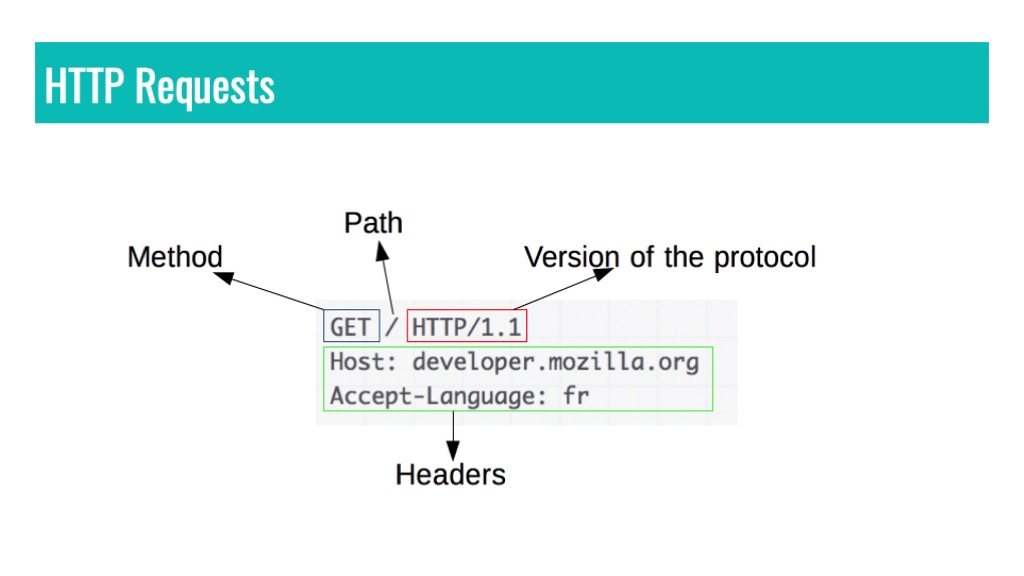 HTTP Requests
Path
Method
Version of the protocol
GET / HTTP/1.1
Host: developer.mozilla.org
Accept-Language: fr
Headers